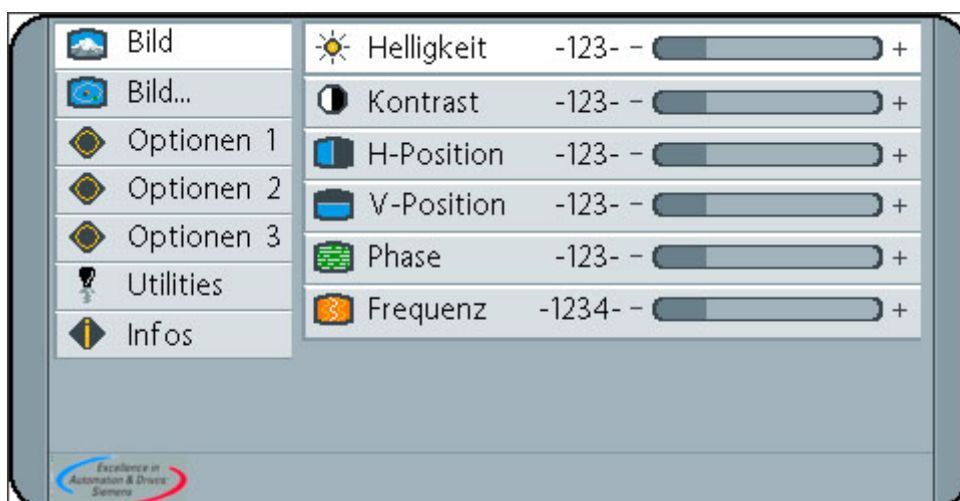 Bild
Bild...
Optionen 1
Optionen 2
Optionen 3
Utilities
Infos
Helligkeit -123- - +
Kontrast -123- - +
H-Position -123- - +
V-Position -123- - +
Phase -123- - +
Frequenz -1234- - +
Excellence in
Automation & Drives:
Siemens